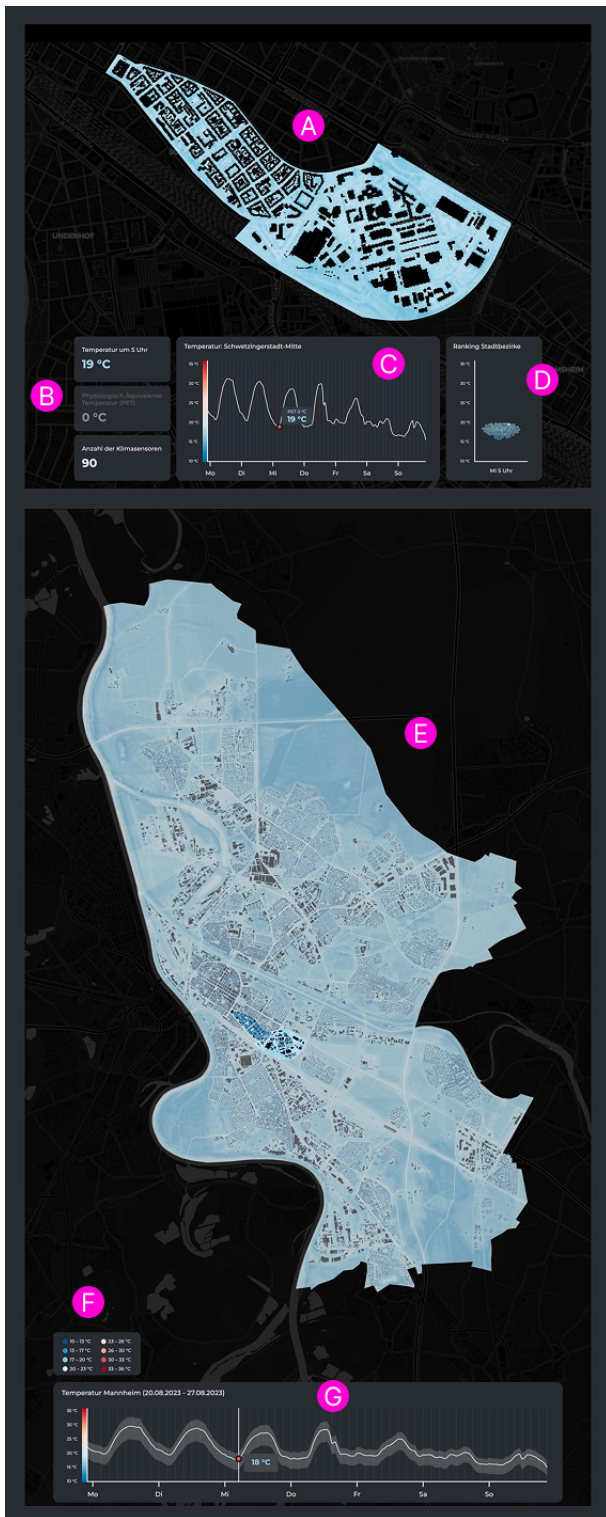 A
LINDENHOF
B
Temperatur um 5 Uhr
19 °C
Physiologisch Äquivalente
Temperatur (PET)
0 °C
Anzahl der Klimasensoren
90
Temperatur: Schwetzingerstadt-Mitte
C
35 °C
30 °C
25 °C
20 °C
15 °C
10 °C
PET 0 °C
19 °C
Mo Di Mi Do Fr Sa So
Ranking Stadtbezirke
D
35 °C
30 °C
25 °C
20 °C
15 °C
10 °C
Mi 5 Uhr
E
F
10 – 13 °C 23 – 26 °C
13 – 17 °C 26 – 30 °C
17 – 20 °C 30 – 33 °C
20 – 23 °C 33 – 36 °C
G
Temperatur Mannheim (20.08.2023 - 27.08.2023)
35 °C
30 °C
25 °C
20 °C
15 °C
10 °C
18 °C
Mo Di Mi Do Fr Sa So